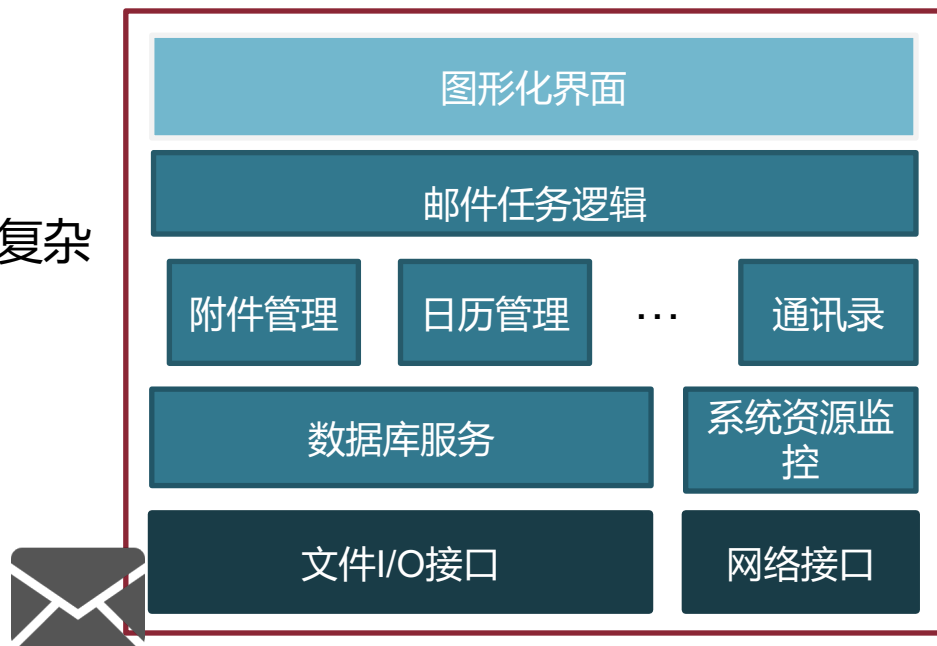 图形化界面
邮件任务逻辑
复杂
附件管理 日历管理 … 通讯录
数据库服务
系统资源监
控
文件I/O接口 网络接口